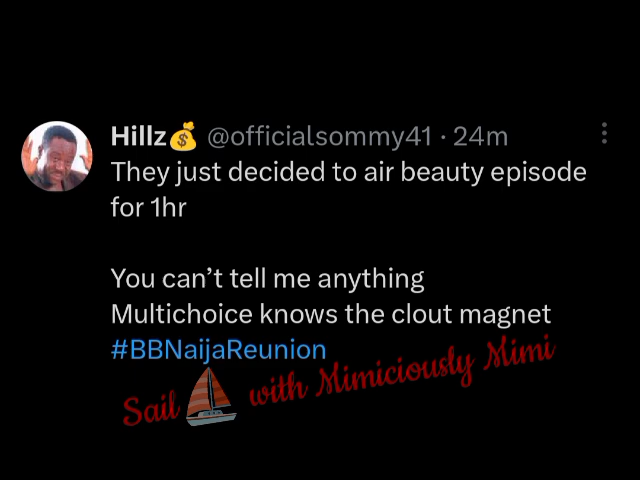 Hillz💰 @officialsommy41 · 24m
They just decided to air beauty episode
for 1hr
You can’t tell me anything
Multichoice knows the clout magnet
#BBNaijaReunion
Sail with Mimiciously Mimi